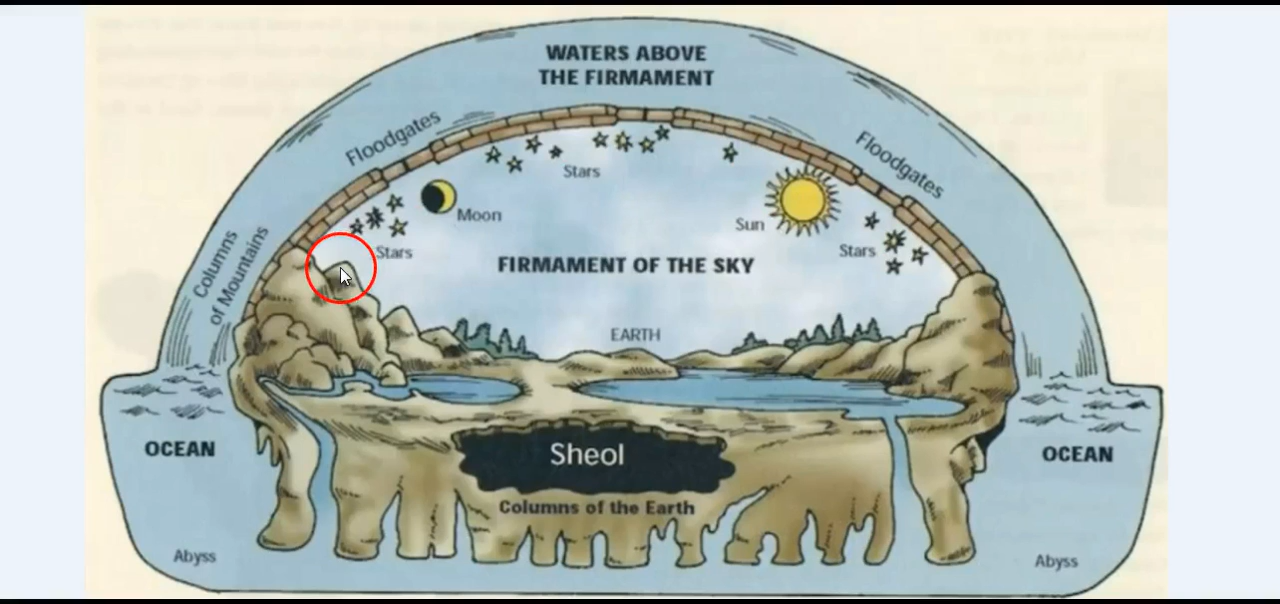 WATERS ABOVE
THE FIRMAMENT
Floodgates
Floodgates
Stars
Moon
Sun
Columns
of Mountains
Stars
Stars
FIRMAMENT OF THE SKY
EARTH
OCEAN
Sheol
OCEAN
Columns of the Earth
Abyss
Abyss